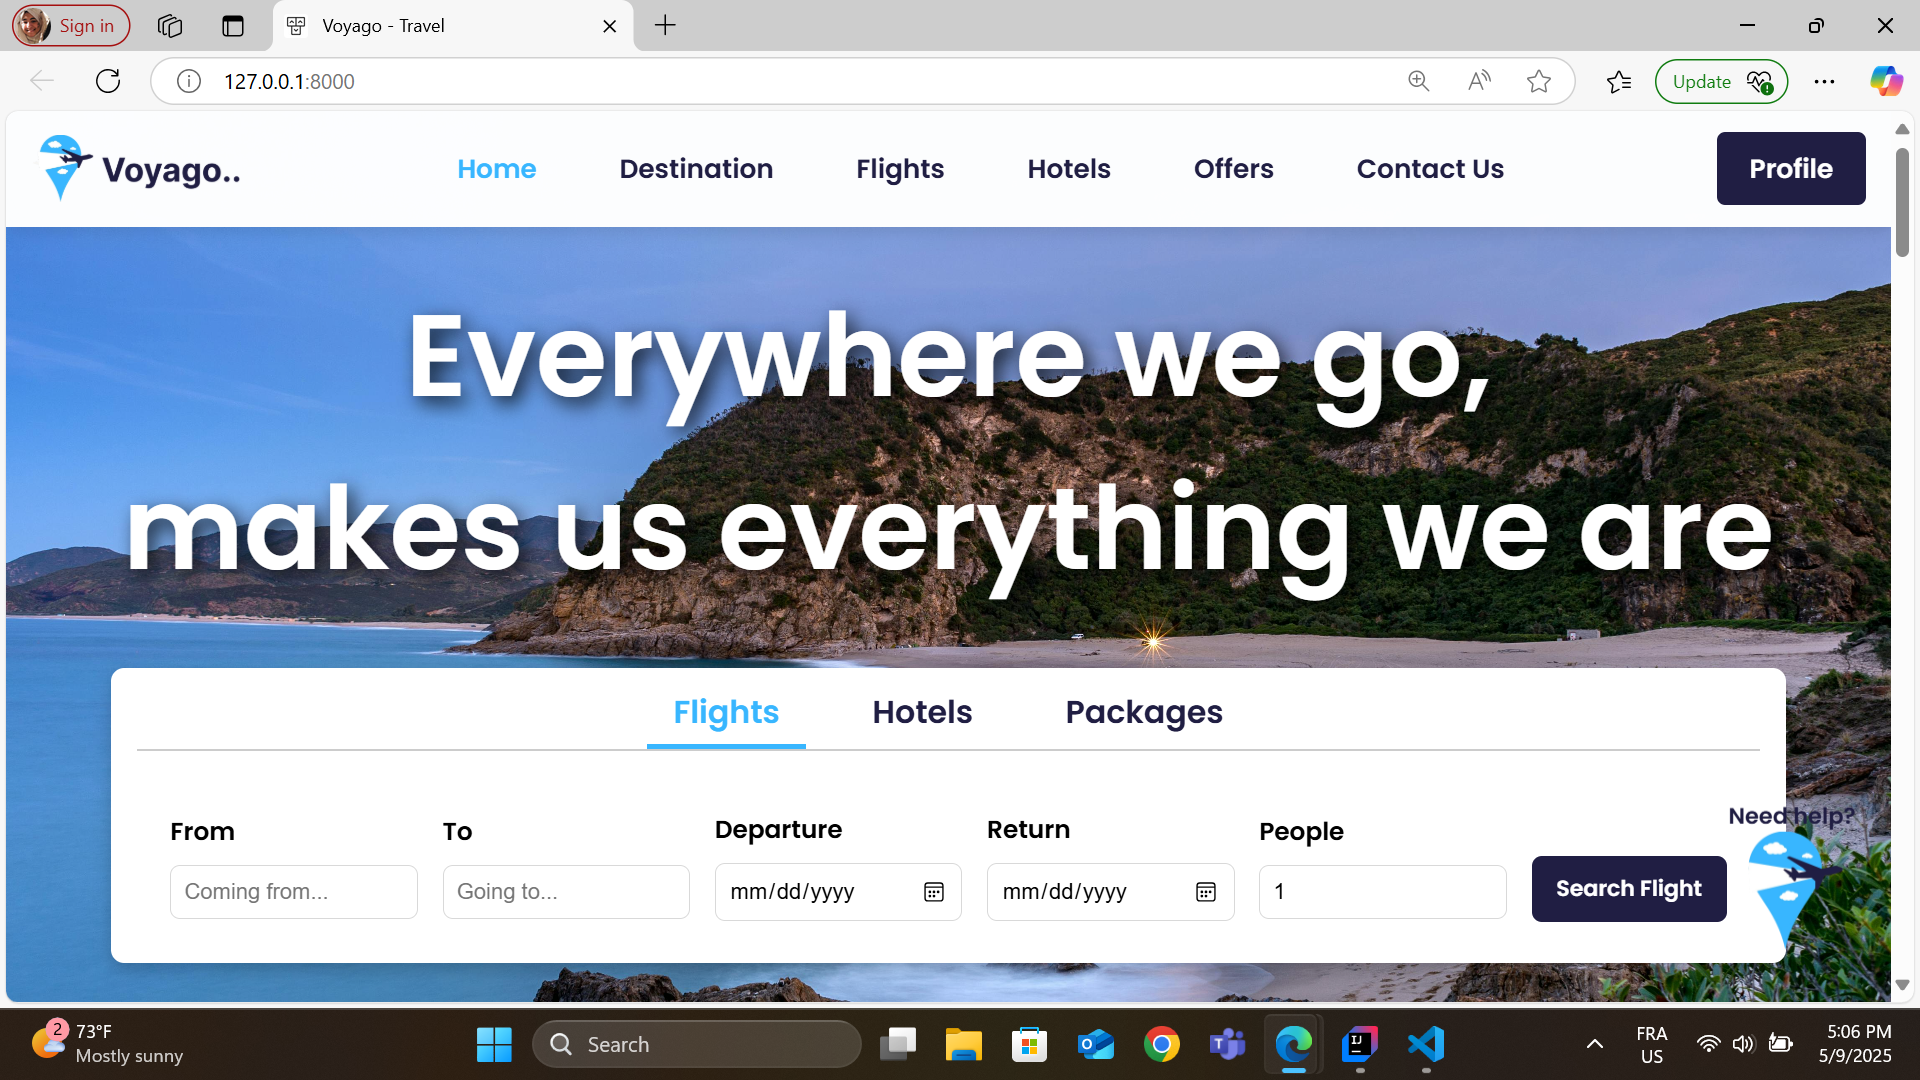 Sign in
Voyago - Travel
127.0.0.1:8000
Update
Voyago..
Home
Destination
Flights
Hotels
Offers
Contact Us
Profile
Everywhere we go,
makes us everything we are
Flights
Hotels
Packages
From
To
Departure
Return
People
Need help?
Coming from...
Going to...
mm/dd/yyyy
mm/dd/yyyy
1
Search Flight
2
73°F
Mostly sunny
Search
FRA
US
5:06 PM
5/9/2025